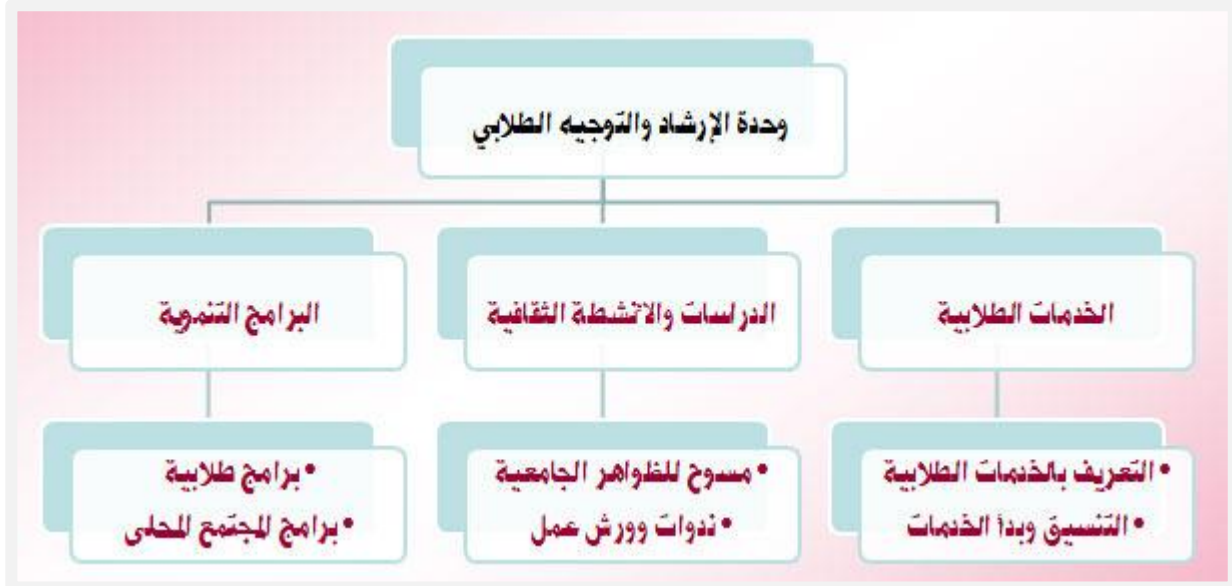 وحدة الإرشاد والتوجيه الطلابي
الخدمات الطلابية
الدراسات والانشطة الثقافية
البرامج التنموية
• التعريف بالخدمات الطلابية
• التنسيق وبدأ الخدمات
• مسوح للظواهر الجامعية
• ندوات وورش عمل
• برامج طلابية
• برامج المجتمع المحلى